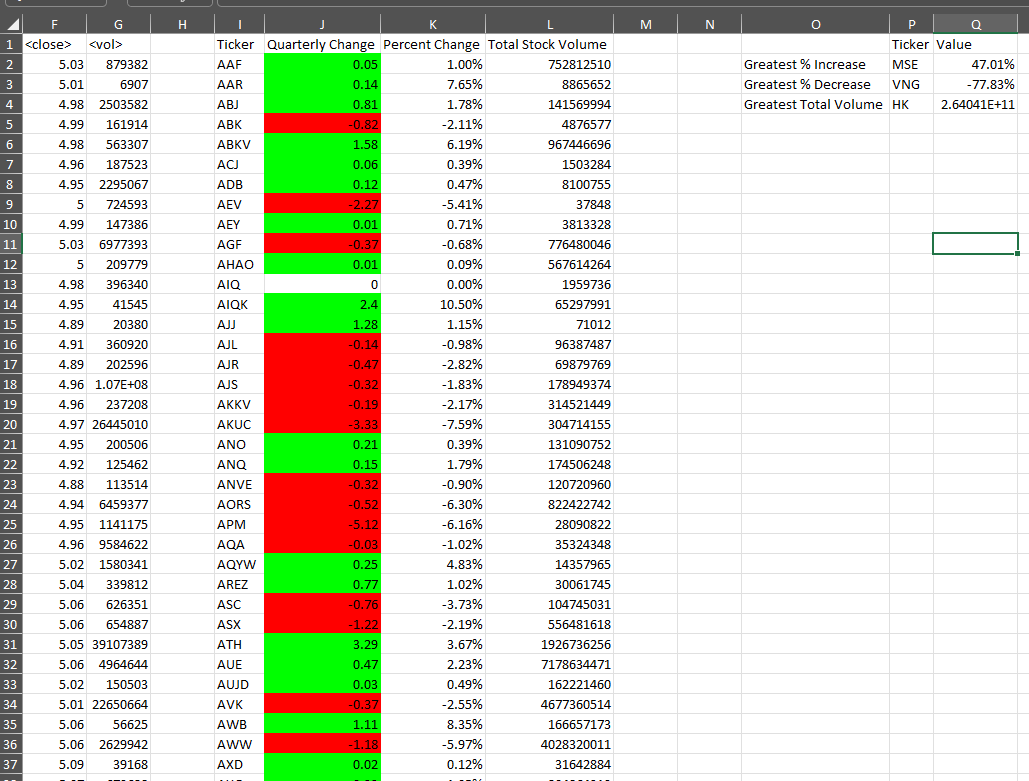 F G H I J K L M N O P Q
1 <close> <vol> Ticker Quarterly Change Percent Change Total Stock Volume Ticker Value
2 5.03 879382 AAF 0.05 1.00% 752812510 Greatest % Increase MSE 47.01%
3 5.01 6907 AAR 0.14 7.65% 8865652 Greatest % Decrease VNG -77.83%
4 4.98 2503582 ABJ 0.81 1.78% 141569994 Greatest Total Volume HK 2.64041E+11
5 4.99 161914 ABK -0.82 -2.11% 4876577
6 4.98 563307 ABKV 1.58 6.19% 967446696
7 4.96 187523 ACJ 0.06 0.39% 1503284
8 4.95 2295067 ADB 0.12 0.47% 8100755
9 5 724593 AEV -2.27 -5.41% 37848
10 4.99 147386 AEY 0.01 0.71% 3813328
11 5.03 6977393 AGF -0.37 -0.68% 776480046
12 5 209779 AHAO 0.01 0.09% 567614264
13 4.98 396340 AIQ 0 0.00% 1959736
14 4.95 41545 AIQK 2.4 10.50% 65297991
15 4.89 20380 AJJ 1.28 1.15% 71012
16 4.91 360920 AJL -0.14 -0.98% 96387487
17 4.89 202596 AJR -0.47 -2.82% 69879769
18 4.96 1.07E+08 AJS -0.32 -1.83% 178949374
19 4.96 237208 AKKV -0.19 -2.17% 314521449
20 4.97 26445010 AKUC -3.33 -7.59% 304714155
21 4.95 200506 ANO 0.21 0.39% 131090752
22 4.92 125462 ANQ 0.15 1.79% 174506248
23 4.88 113514 ANVE -0.32 -0.90% 120720960
24 4.94 6459377 AORS -0.52 -6.30% 822422742
25 4.95 1141175 APM -5.12 -6.16% 28090822
26 4.96 9584622 AQA -0.03 -1.02% 35324348
27 5.02 1580341 AQYW 0.25 4.83% 14357965
28 5.04 339812 AREZ 0.77 1.02% 30061745
29 5.06 626351 ASC -0.76 -3.73% 104745031
30 5.06 654887 ASX -1.22 -2.19% 556481618
31 5.05 39107389 ATH 3.29 3.67% 1926736256
32 5.06 4964644 AUE 0.47 2.23% 7178634471
33 5.02 150503 AUJD 0.03 0.49% 162221460
34 5.01 22650664 AVK -0.37 -2.55% 4677360514
35 5.06 56625 AWB 1.11 8.35% 166657173
36 5.06 2629942 AWW -1.18 -5.97% 4028320011
37 5.09 39168 AXD 0.02 0.12% 31642884